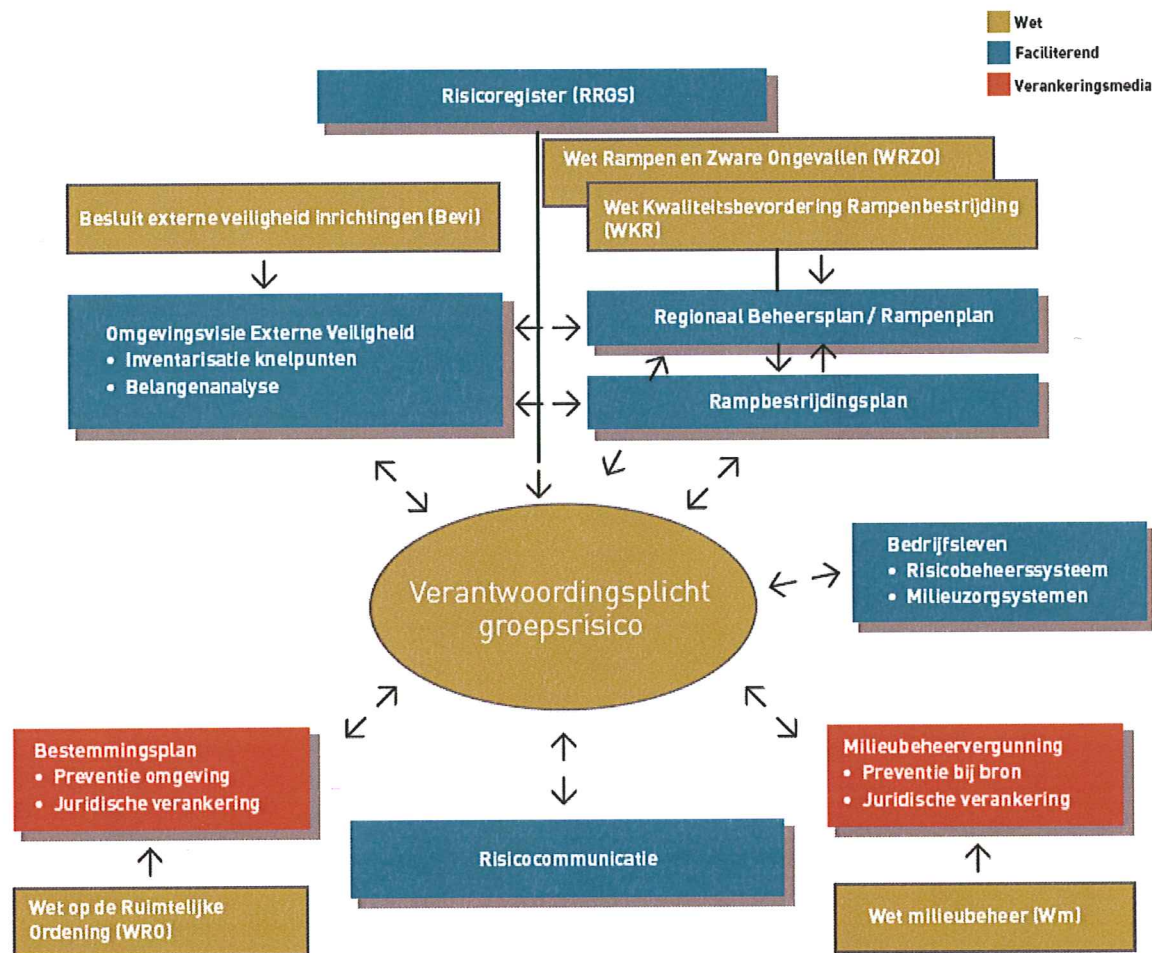 Wet
Faciliterend
Verankeringsmedia
Risicoregister (RRGS)
Wet Rampen en Zware Ongevallen (WRZO)
Wet Kwaliteitsbevordering Rampenbestrijding
(WKR)
Besluit externe veiligheid inrichtingen (Bevi)
Omgevingsvisie Externe Veiligheid
• Inventarisatie knelpunten
• Belangenanalyse
Regionaal Beheersplan / Rampenplan
Rampbestrijdingsplan
Verantwoordingsplicht
groepsrisico
Bedrijfsleven
• Risicobeheerssysteem
• Milieuzorgsystemen
Bestemmingsplan
• Preventie omgeving
• Juridische verankering
Milieubeheervergunning
• Preventie bij bron
• Juridische verankering
Risicocommunicatie
Wet op de Ruimtelijke
Ordening (WRO)
Wet milieubeheer (Wm)